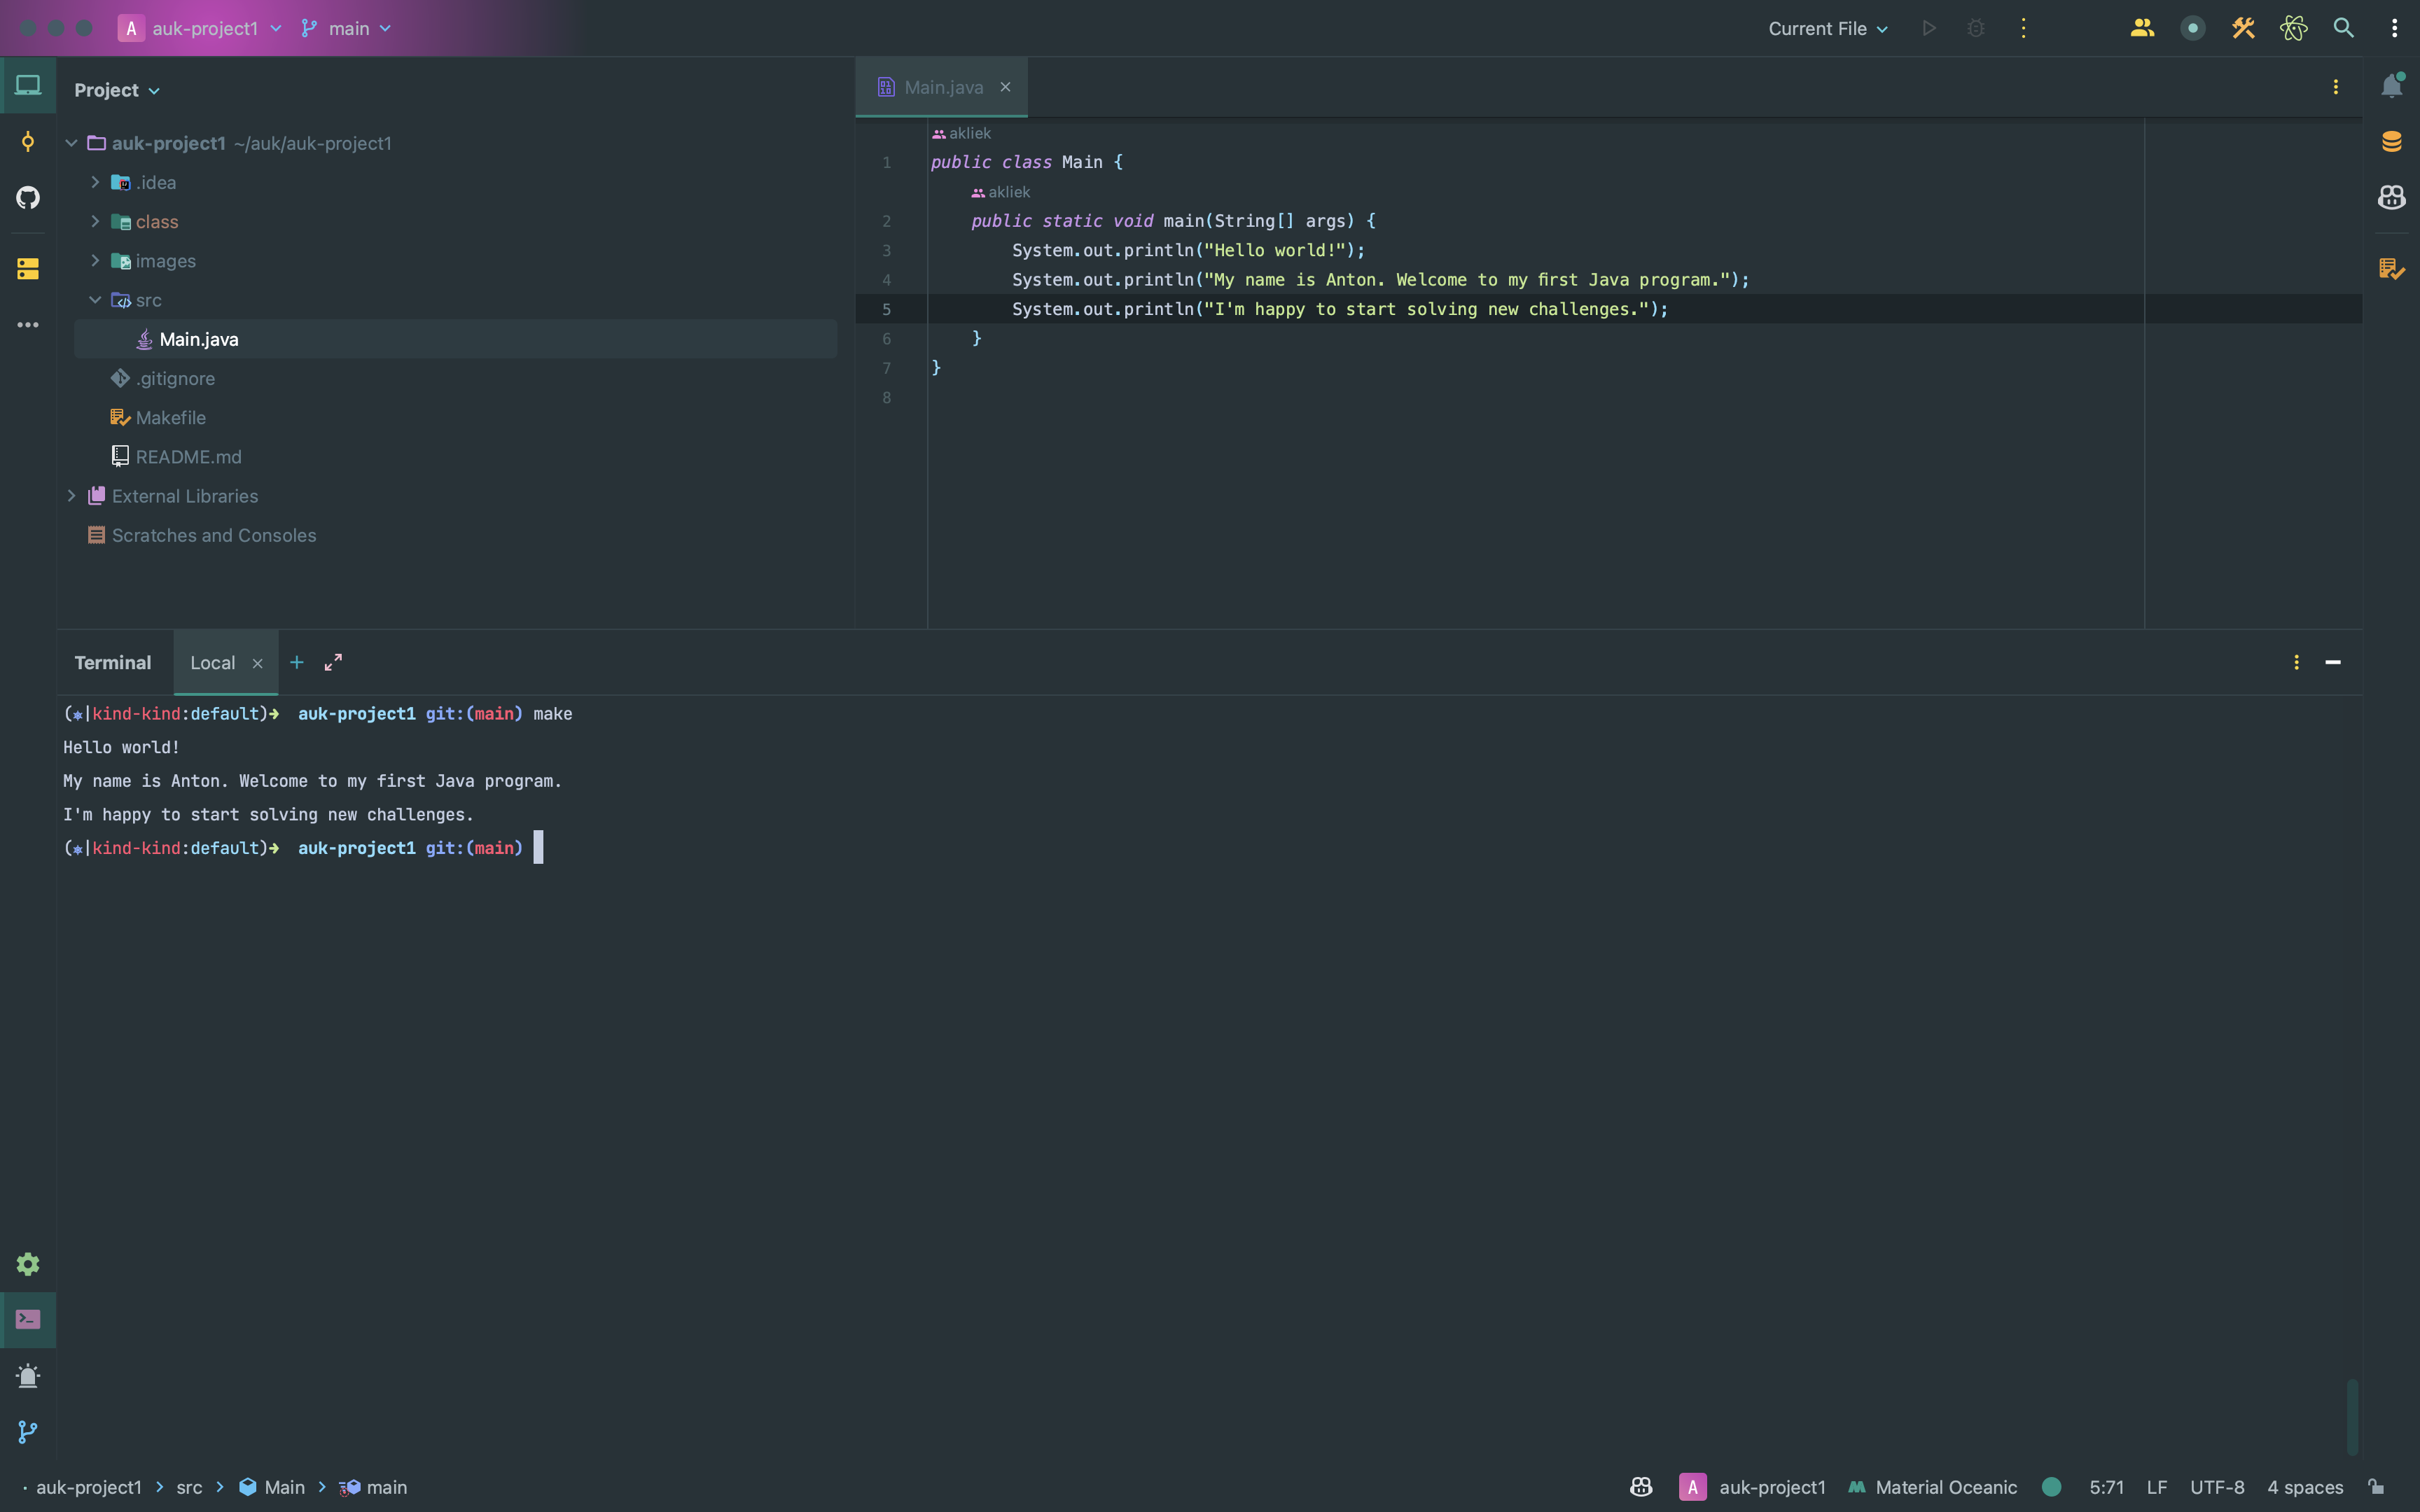 A auk-project1 main Current File
Project
auk-project1 ~/auk/auk-project1
.idea
class
images
src
Main.java
.gitignore
Makefile
README.md
External Libraries
Scratches and Consoles
Main.java
akliek
1 public class Main {
akliek
2 public static void main(String[] args) {
3 System.out.println("Hello world!");
4 System.out.println("My name is Anton. Welcome to my first Java program.");
5 System.out.println("I'm happy to start solving new challenges.");
6 }
7 }
8
Terminal Local
(⎈|kind-kind:default)➜ auk-project1 git:(main) make
Hello world!
My name is Anton. Welcome to my first Java program.
I'm happy to start solving new challenges.
(⎈|kind-kind:default)➜ auk-project1 git:(main)
auk-project1 > src > Main > main A auk-project1 Material Oceanic 5:71 LF UTF-8 4 spaces